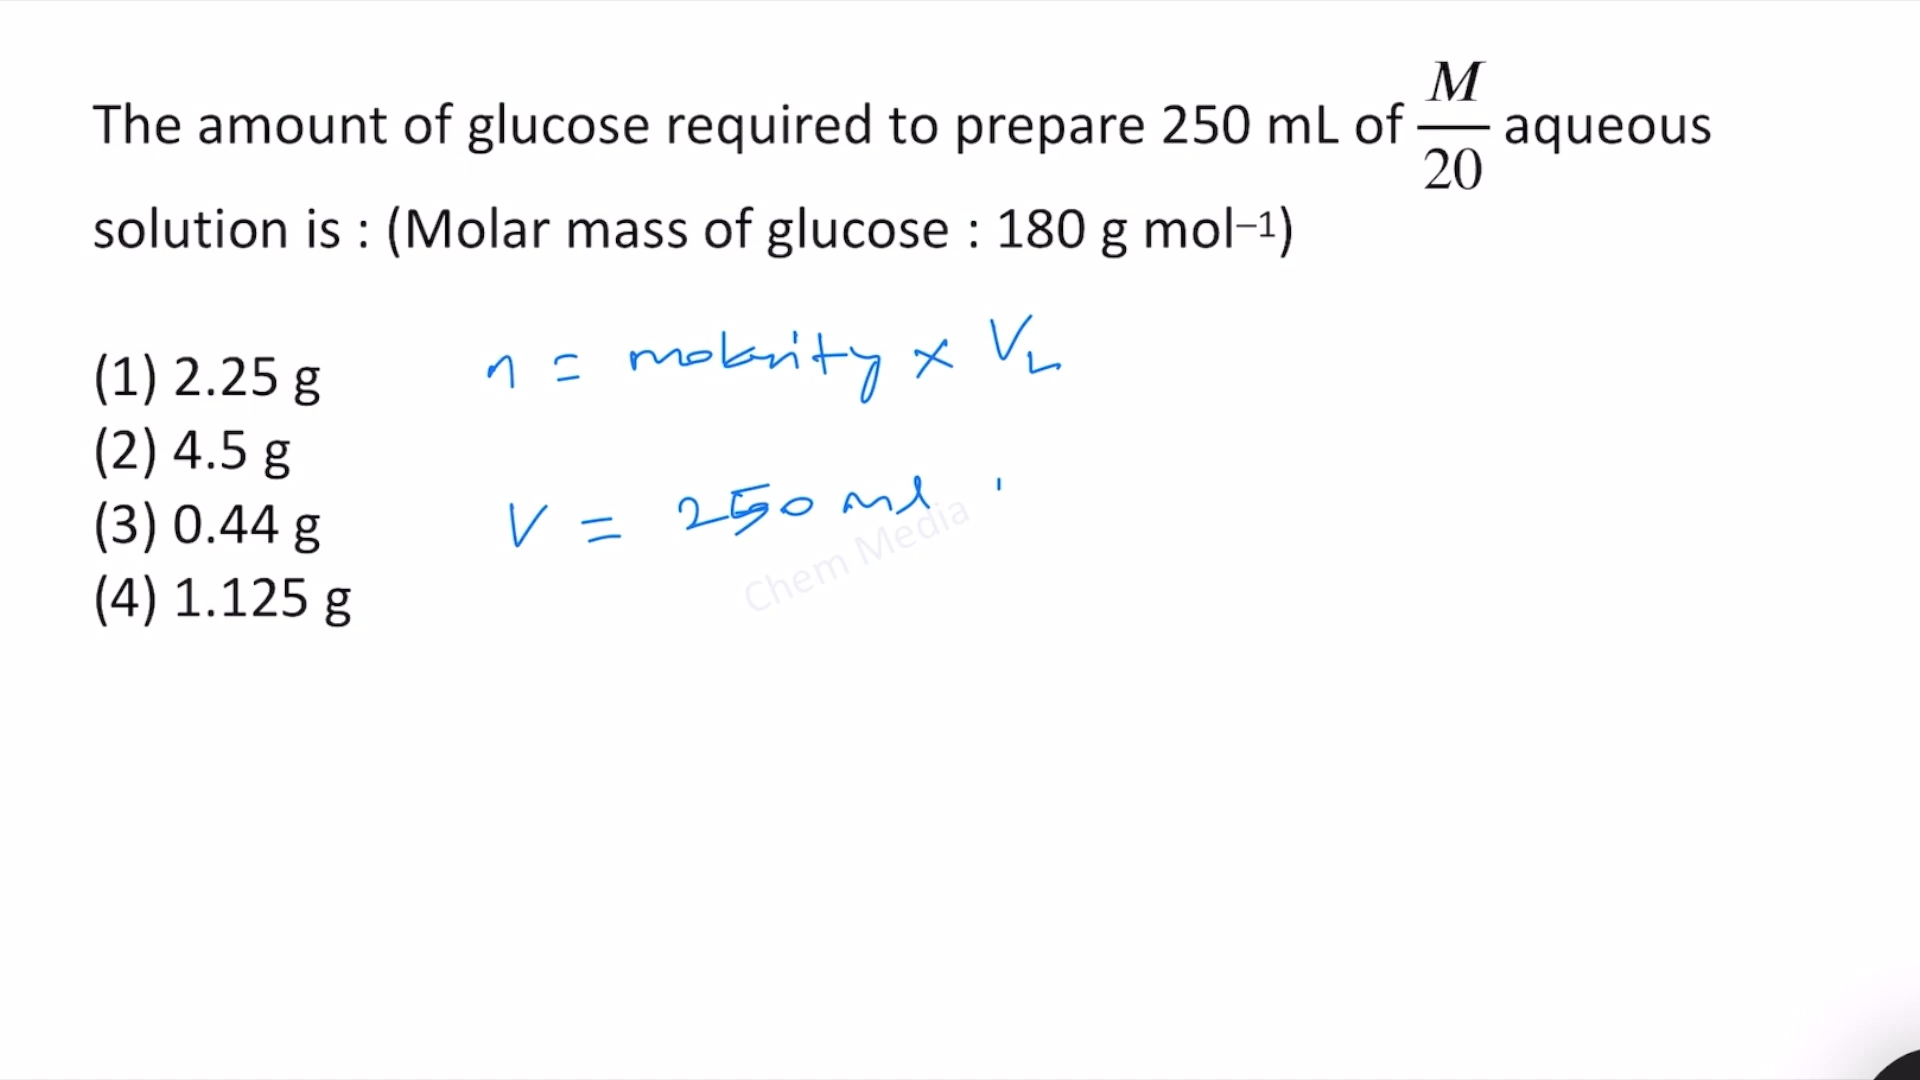 The amount of glucose required to prepare 250 mL of M/20 aqueous
solution is : (Molar mass of glucose : 180 g mol–1)
(1) 2.25 g
n = molarity × VL
(2) 4.5 g
(3) 0.44 g
V = 250 ml
(4) 1.125 g
Chem Media